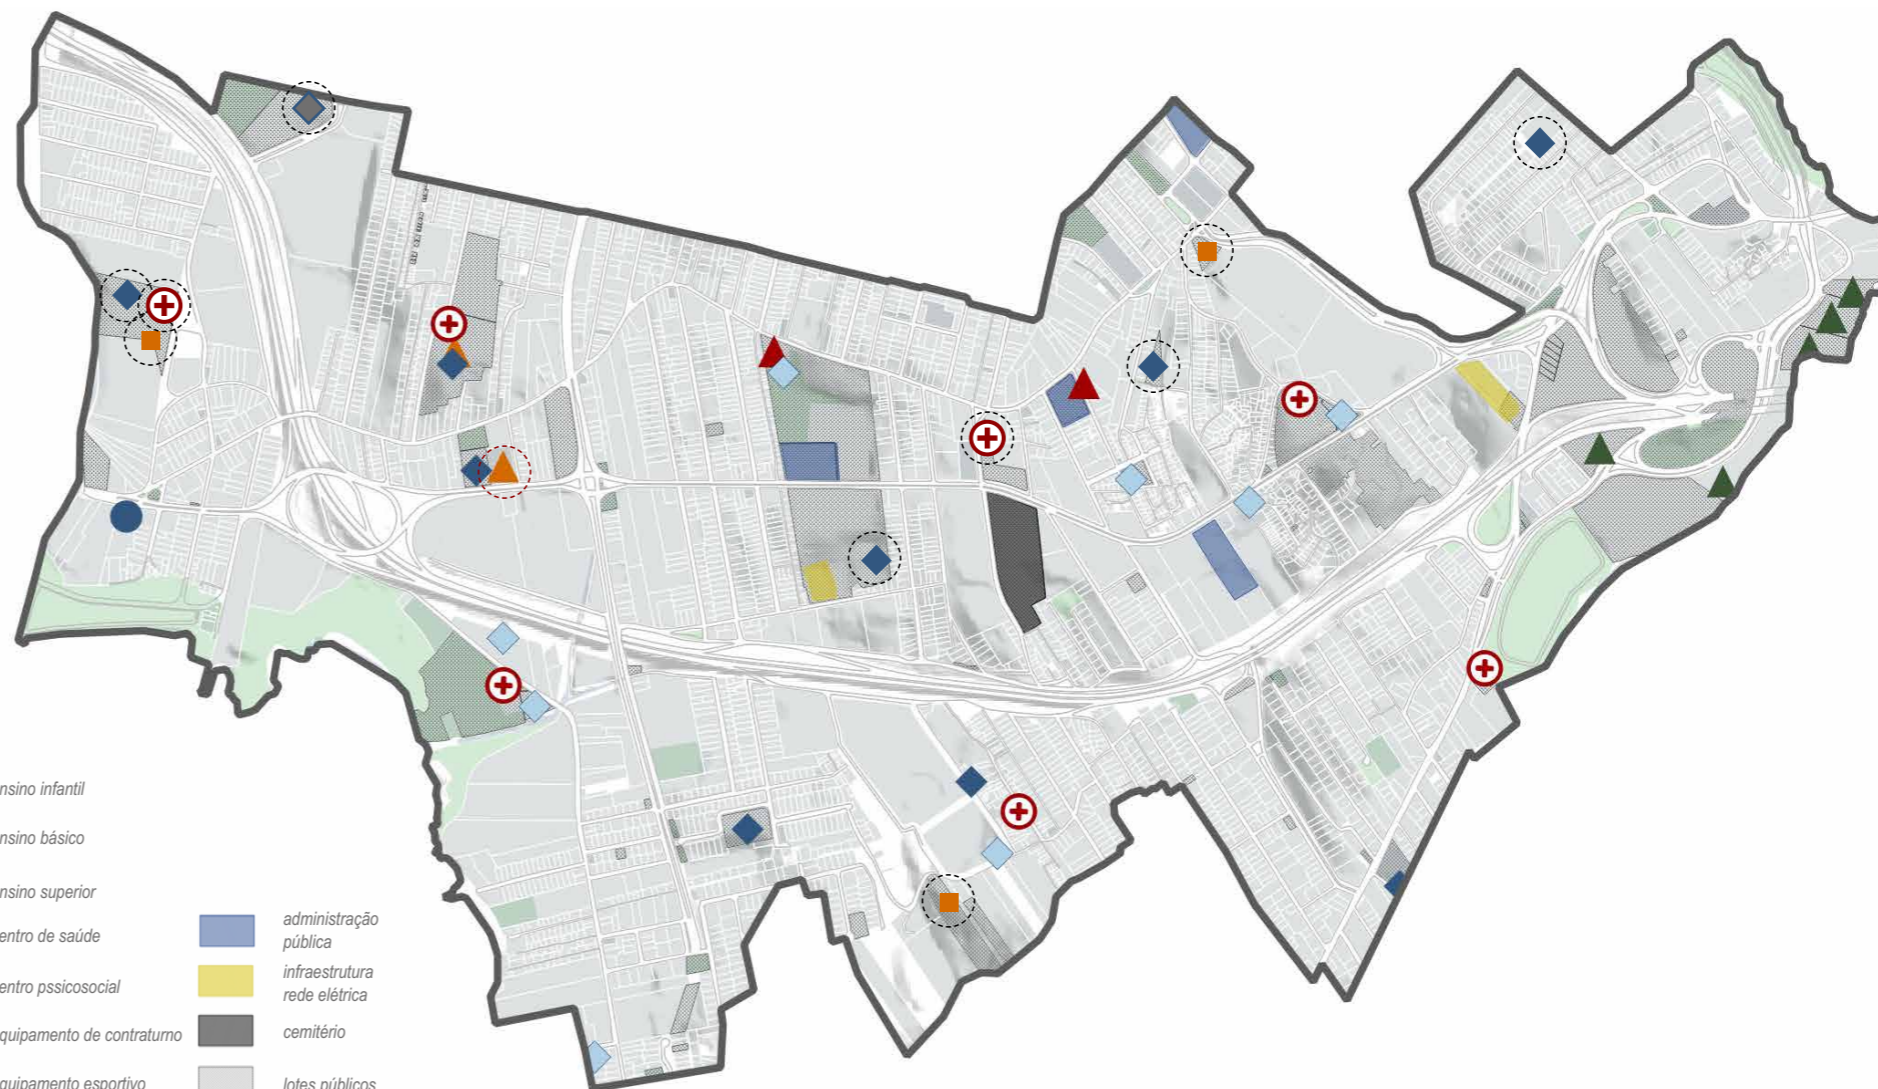 nsino infantil
nsino básico
nsino superior
entro de saúde
entro pssicosocial
quipamento de contraturno
quipamento esportivo
administração
pública
infraestrutura
rede elétrica
cemitério
lotes públicos